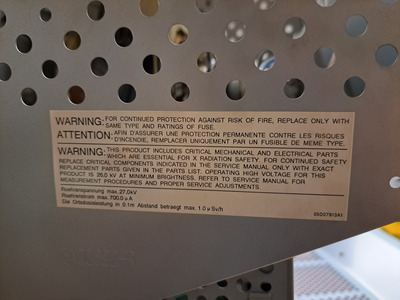 WARNING: FOR CONTINUED PROTECTION AGAINST RISK OF FIRE, REPLACE ONLY WITH
SAME TYPE AND RATINGS OF FUSE.
ATTENTION: AFIN D'ASSURER UNE PROTECTION PERMANENTE CONTRE LES RISQUES
D'INCENDIE, REMPLACER UNIQUEMENT PAR UN FUSIBLE DE MEME TYPE.
WARNING: THIS PRODUCT INCLUDES CRITICAL MECHANICAL AND ELECTRICAL PARTS
WHICH ARE ESSENTIAL FOR X RADIATION SAFETY. FOR CONTINUED SAFETY
REPLACE CRITICAL COMPONENTS INDICATED IN THE SERVICE MANUAL ONLY WITH EXACT
REPLACEMENT PARTS GIVEN IN THE PARTS LIST. OPERATING HIGH VOLTAGE FOR THIS
PRODUCT IS 26.0 kV AT MINIMUM BRIGHTNESS. REFER TO SERVICE MANUAL FOR
MEASUREMENT PROCEDURES AND PROPER SERVICE ADJUSTMENTS.
Roehrenspannung max. 27.0kV
Roehrenstrom max. 700.0 μA
Die Ortsdosisleistung in 0.1m Abstand betraegt max. 1.0 μSv/h